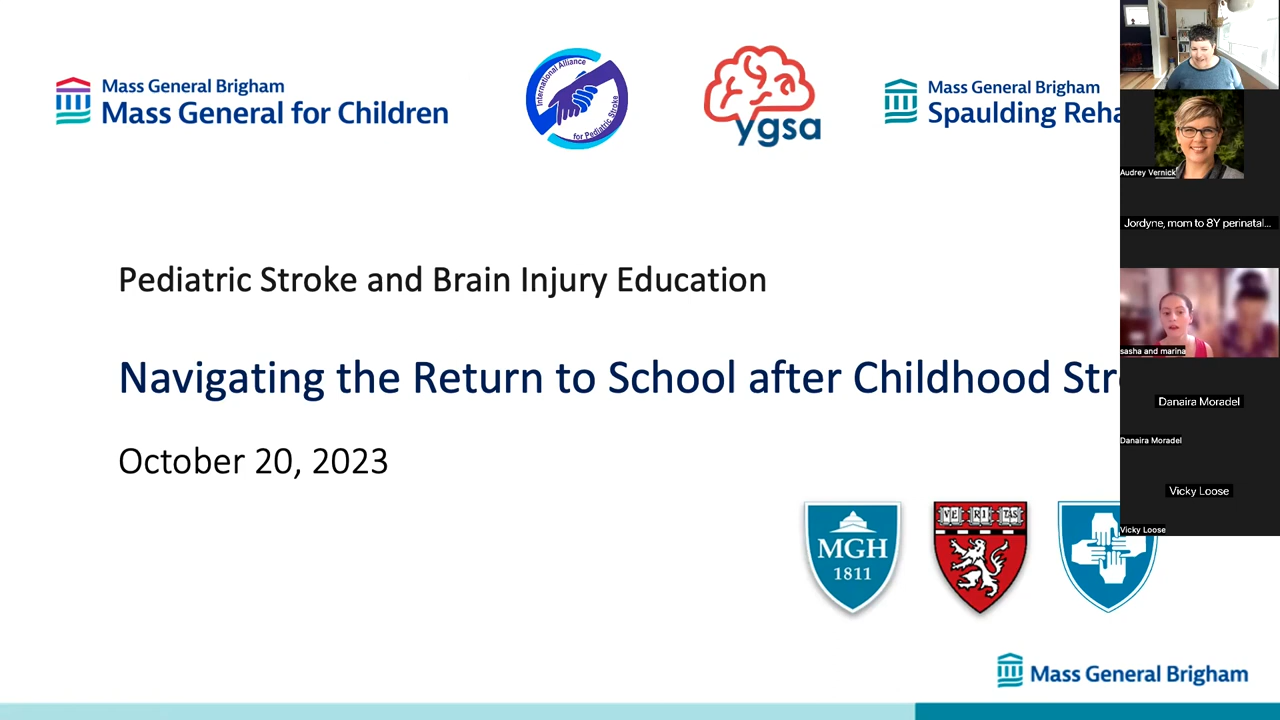 Mass General Brigham
Mass General for Children
International Alliance
for Pediatric Stroke
ygsa
Mass General Brigham
Spaulding Reha
Audrey Vernick
Jordyne, mom to 8Y perinatal...
Pediatric Stroke and Brain Injury Education
sasha and marina
Navigating the Return to School after Childhood Str
Danaira Moradel
Danaira Moradel
October 20, 2023
Vicky Loose
Vicky Loose
MGH
1811
VE RI TAS
Mass General Brigham